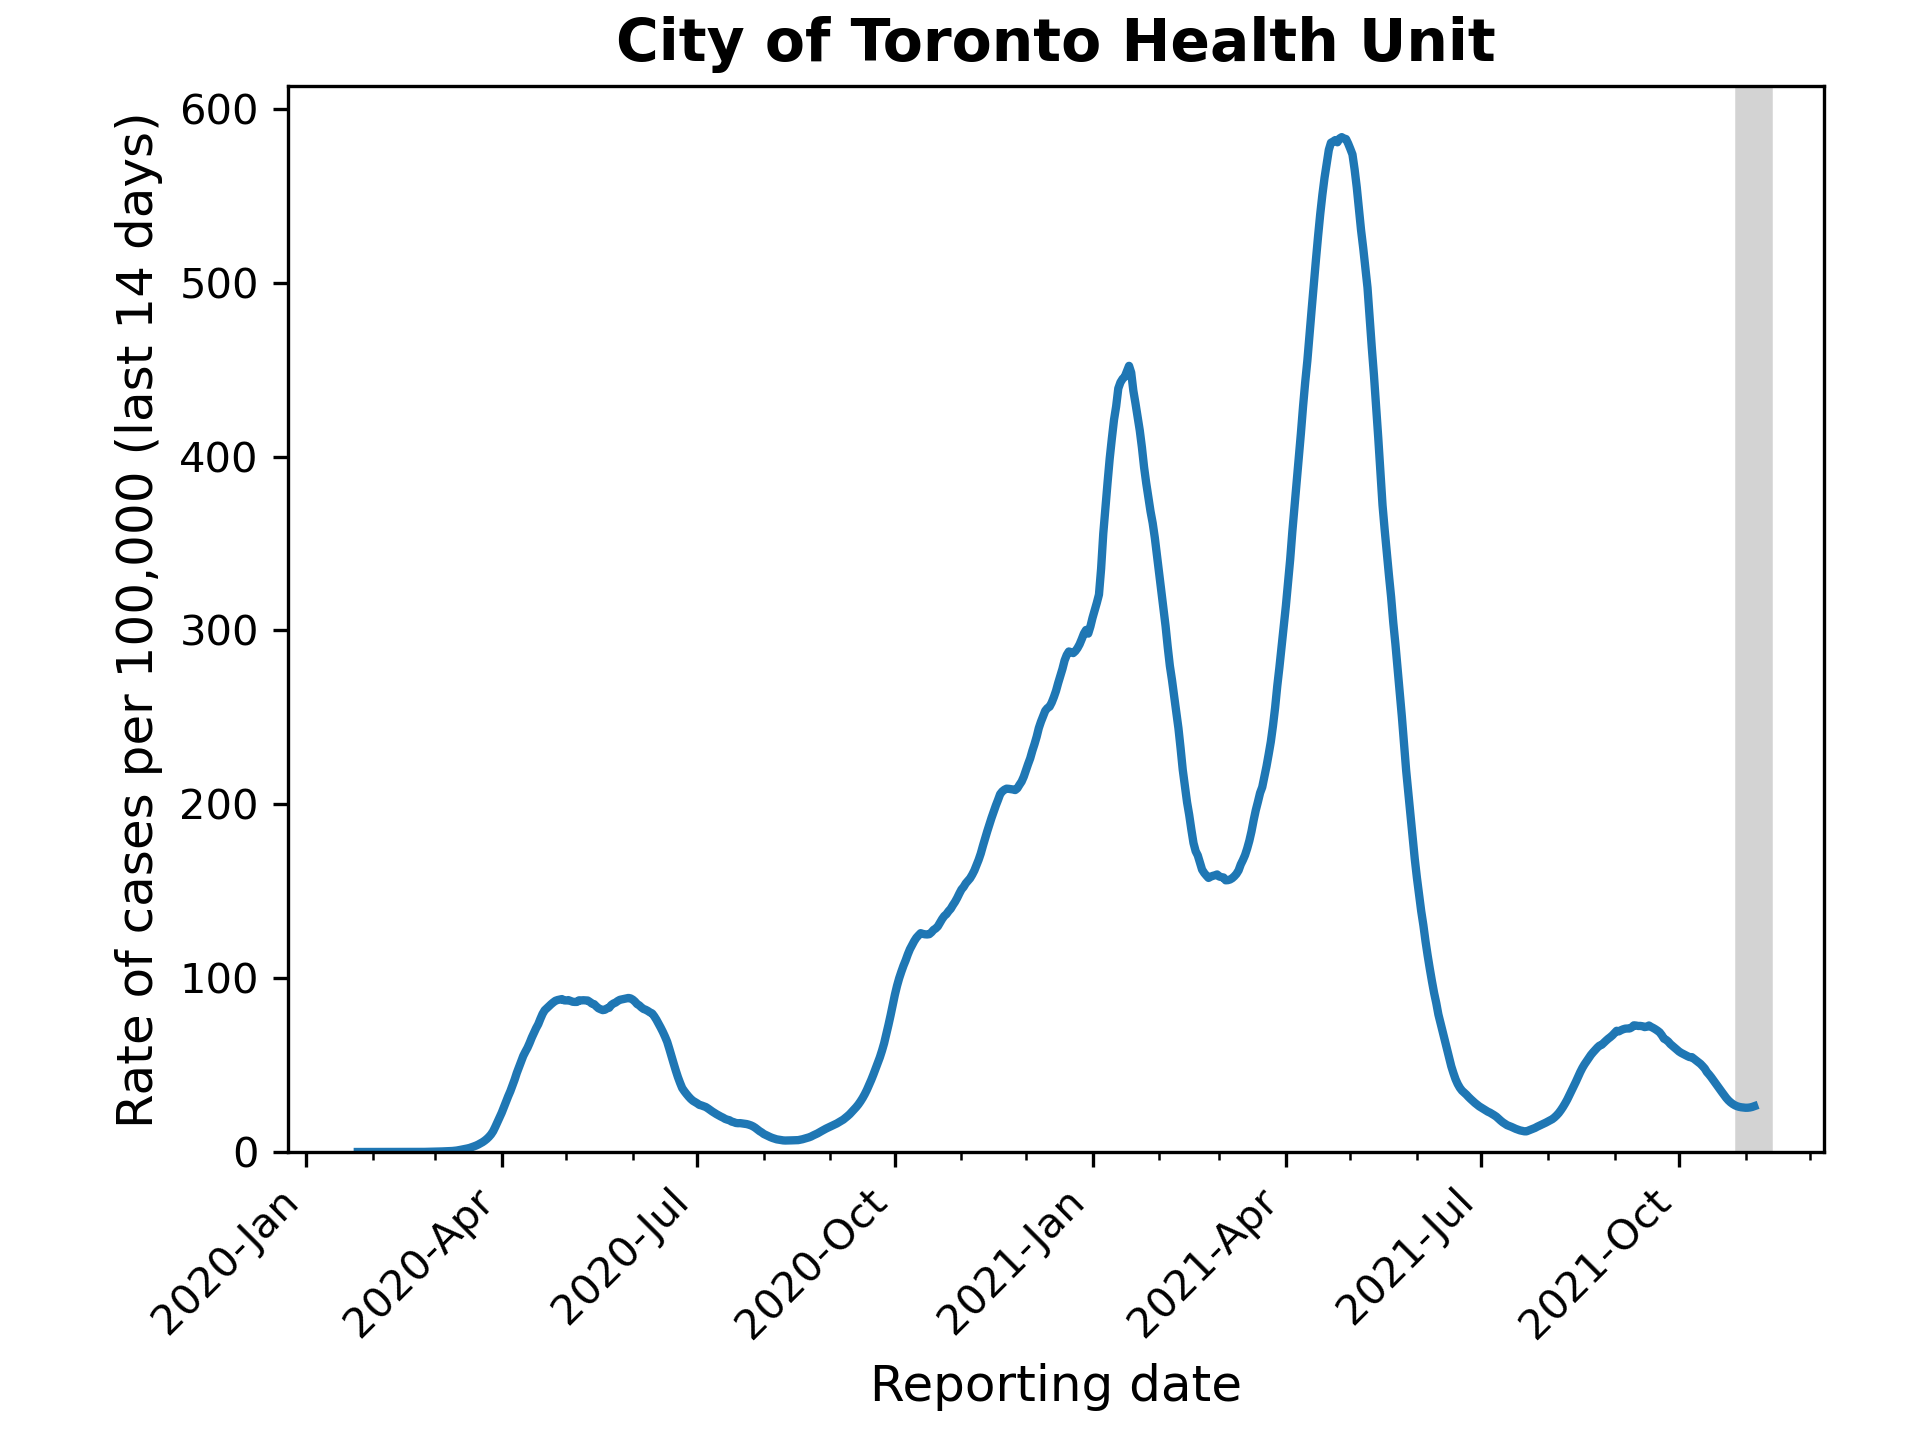 City of Toronto Health Unit
Rate of cases per 100,000 (last 14 days)
600
500
400
300
200
100
0
2020-Jan
2020-Apr
2020-Jul
2020-Oct
2021-Jan
2021-Apr
2021-Jul
2021-Oct
Reporting date